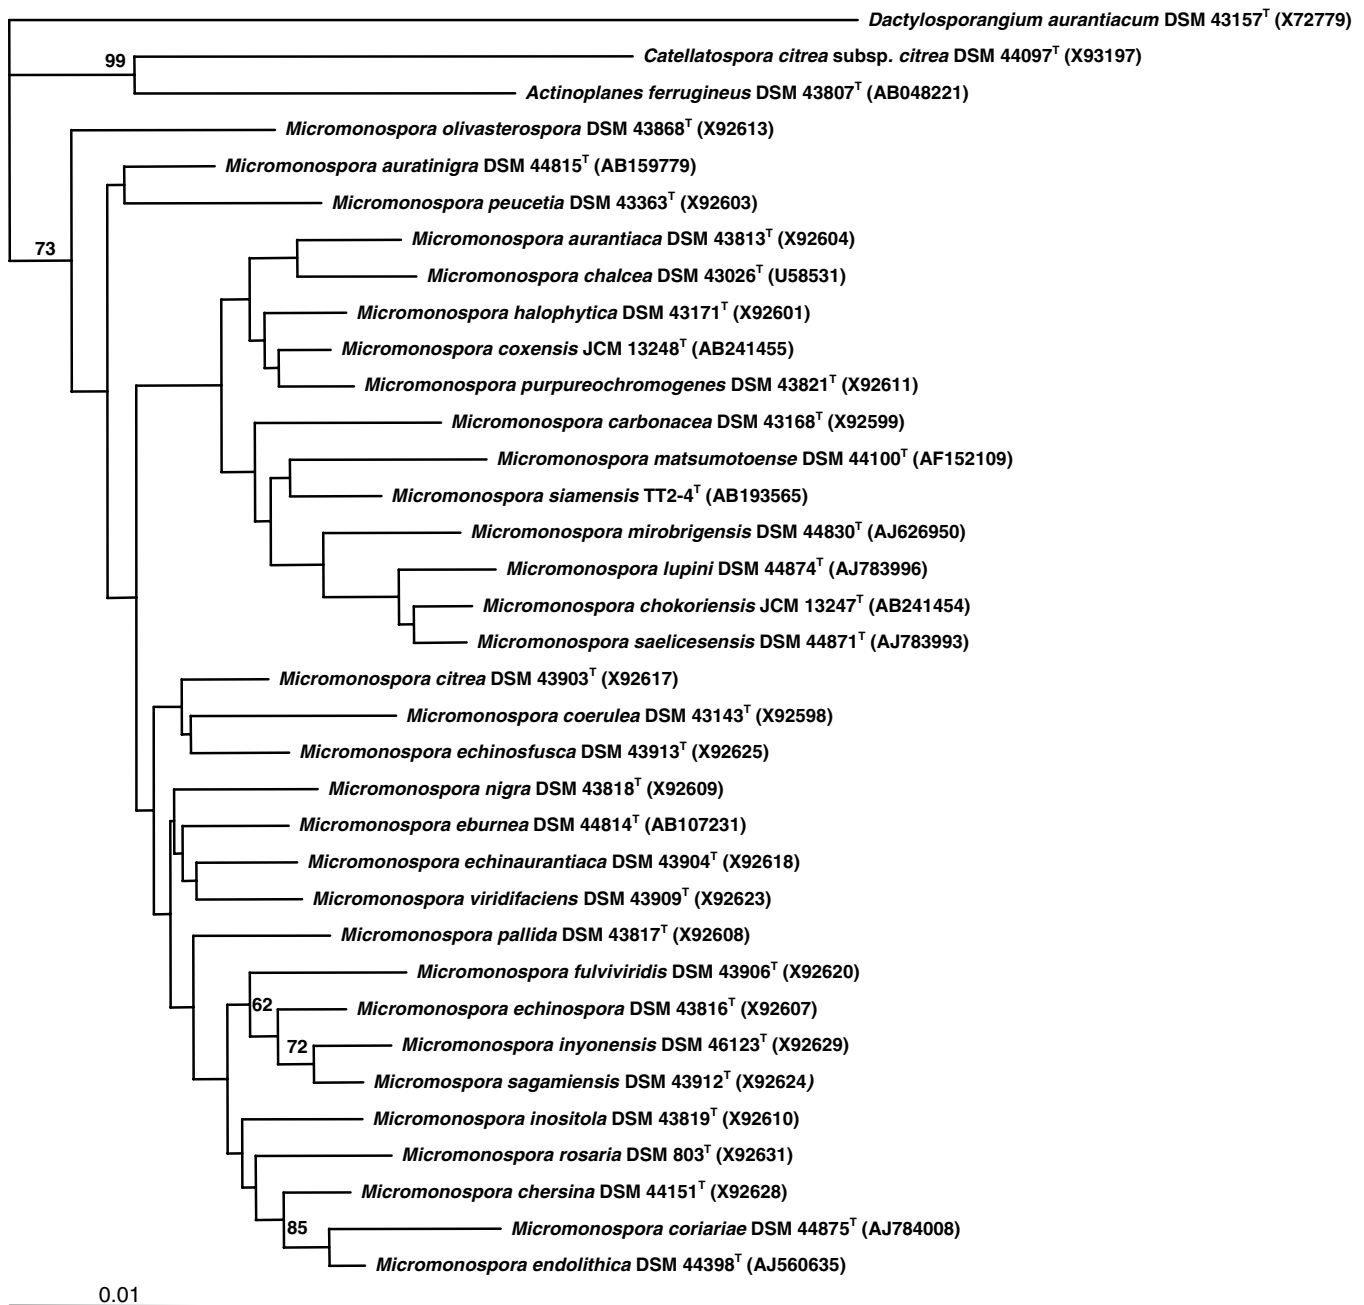 Dactylosporangium aurantiacum DSM 43157T (X72779)
99
Catellatospora citrea subsp. citrea DSM 44097T (X93197)
Actinoplanes ferrugineus DSM 43807T (AB048221)
Micromonospora olivasterospora DSM 43868T (X92613)
Micromonospora auratinigra DSM 44815T (AB159779)
Micromonospora peucetia DSM 43363T (X92603)
73
Micromonospora aurantiaca DSM 43813T (X92604)
Micromonospora chalcea DSM 43026T (U58531)
Micromonospora halophytica DSM 43171T (X92601)
Micromonospora coxensis JCM 13248T (AB241455)
Micromonospora purpureochromogenes DSM 43821T (X92611)
Micromonospora carbonacea DSM 43168T (X92599)
Micromonospora matsumotoense DSM 44100T (AF152109)
Micromonospora siamensis TT2-4T (AB193565)
Micromonospora mirobrigensis DSM 44830T (AJ626950)
Micromonospora lupini DSM 44874T (AJ783996)
Micromonospora chokoriensis JCM 13247T (AB241454)
Micromonospora saelicesensis DSM 44871T (AJ783993)
Micromonospora citrea DSM 43903T (X92617)
Micromonospora coerulea DSM 43143T (X92598)
Micromonospora echinosfusca DSM 43913T (X92625)
Micromonospora nigra DSM 43818T (X92609)
Micromonospora eburnea DSM 44814T (AB107231)
Micromonospora echinaurantiaca DSM 43904T (X92618)
Micromonospora viridifaciens DSM 43909T (X92623)
Micromonospora pallida DSM 43817T (X92608)
Micromonospora fulviviridis DSM 43906T (X92620)
62
Micromonospora echinospora DSM 43816T (X92607)
72
Micromonospora inyonensis DSM 46123T (X92629)
Micromospora sagamiensis DSM 43912T (X92624)
Micromonospora inositola DSM 43819T (X92610)
Micromonospora rosaria DSM 803T (X92631)
Micromonospora chersina DSM 44151T (X92628)
85
Micromonospora coriariae DSM 44875T (AJ784008)
Micromonospora endolithica DSM 44398T (AJ560635)
0.01